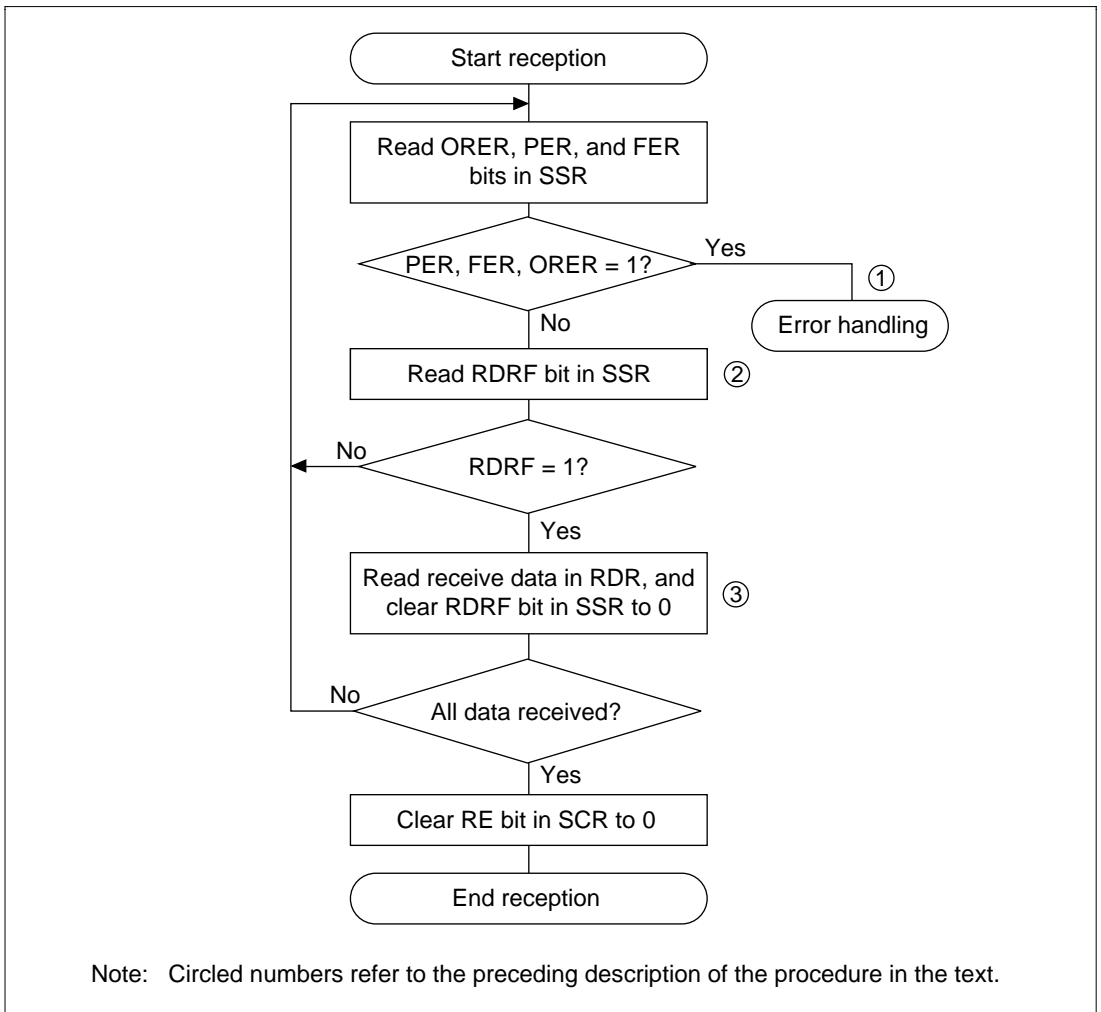 Start reception
Read ORER, PER, and FER
bits in SSR
PER, FER, ORER = 1?
Yes
①
Error handling
No
Read RDRF bit in SSR
②
No
RDRF = 1?
Yes
Read receive data in RDR, and
clear RDRF bit in SSR to 0
③
No
All data received?
Yes
Clear RE bit in SCR to 0
End reception
Note: Circled numbers refer to the preceding description of the procedure in the text.